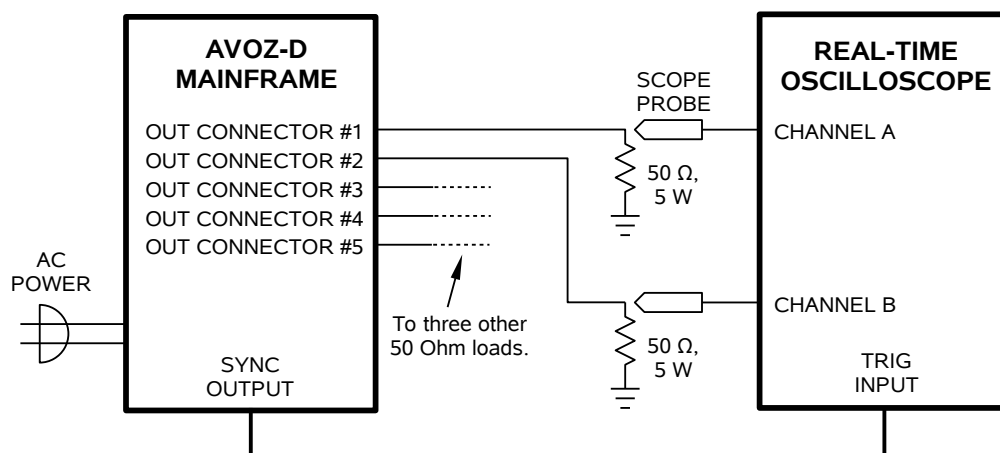 AVOZ-D
MAINFRAME
OUT CONNECTOR #1
OUT CONNECTOR #2
OUT CONNECTOR #3
OUT CONNECTOR #4
OUT CONNECTOR #5
AC
POWER
SYNC
OUTPUT
To three other
50 Ohm loads.
SCOPE
PROBE
50 Ω,
5 W
50 Ω,
5 W
REAL-TIME
OSCILLOSCOPE
CHANNEL A
CHANNEL B
TRIG
INPUT